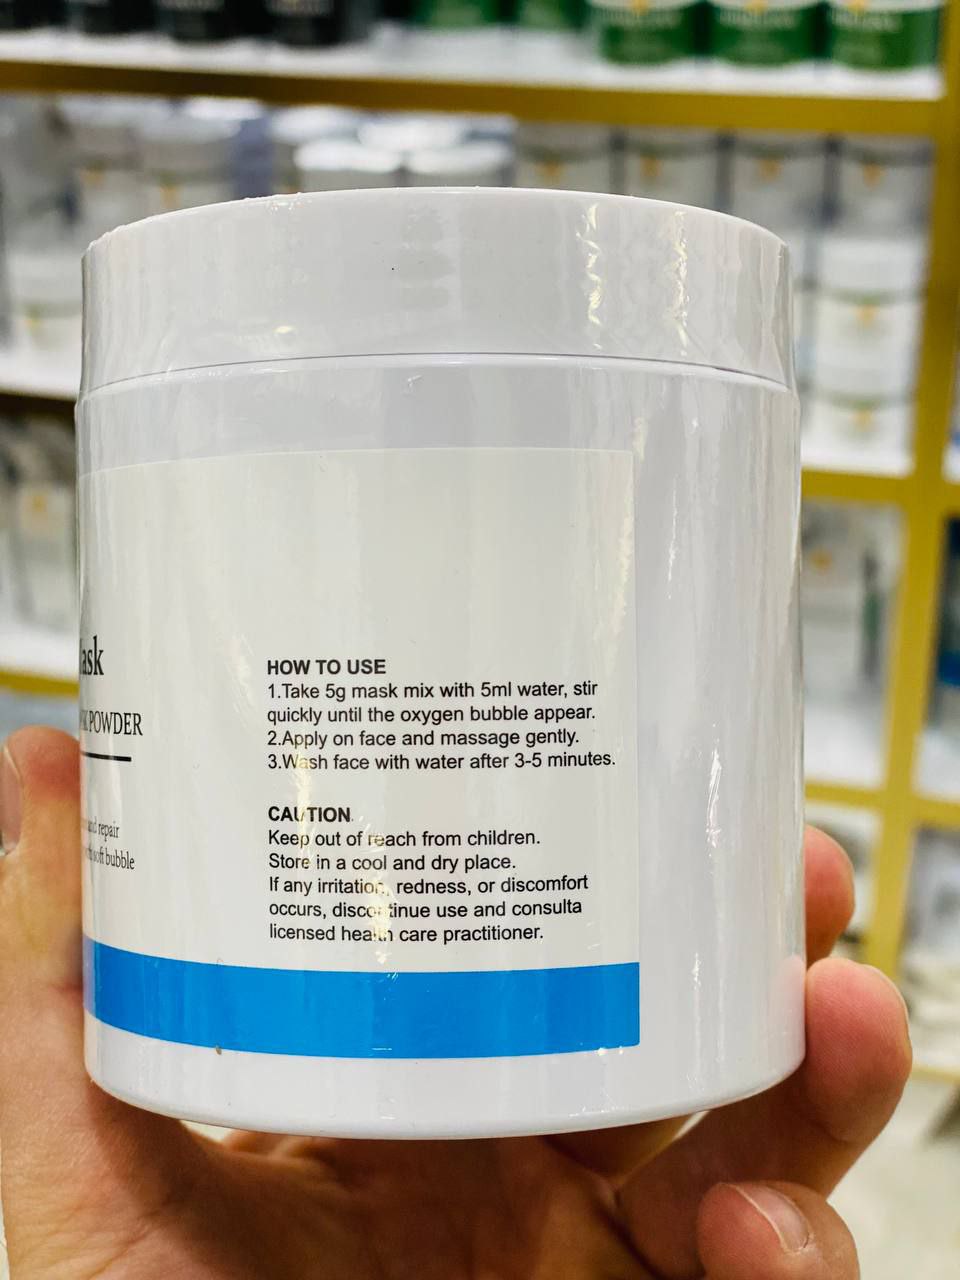 ask
POWDER
and repair
soft bubble
HOW TO USE
1.Take 5g mask mix with 5ml water, stir
quickly until the oxygen bubble appear.
2.Apply on face and massage gently.
3.Wash face with water after 3-5 minutes.
CAUTION
Keep out of reach from children.
Store in a cool and dry place.
If any irritation, redness, or discomfort
occurs, discontinue use and consulta
licensed health care practitioner.